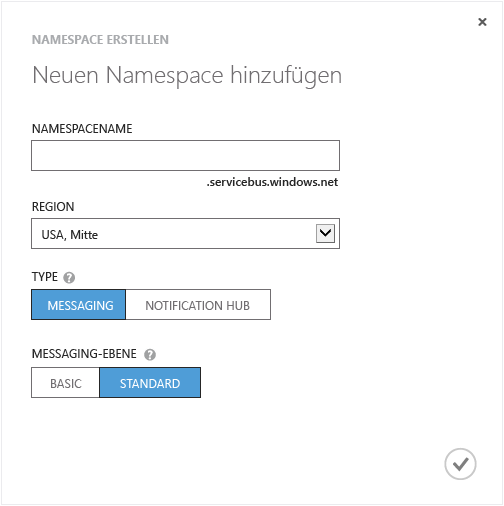 NAMESPACE ERSTELLEN
Neuen Namespace hinzufügen
NAMESPACENAME
.servicebus.windows.net
REGION
USA, Mitte
TYPE ?
MESSAGING NOTIFICATION HUB
MESSAGING-EBENE ?
BASIC STANDARD